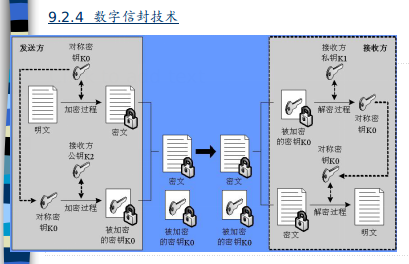 9.2.4 数字信封技术
发送方
对称密
钥K0
加密过程
明文
密文
接收方
公钥K2
对称密
钥K0
加密过程
被加密
的密钥K0
密文
被加密
的密钥K0
密文
被加密
的密钥K0
接收方
私钥K1
接收方
被加密
的密钥K0
解密过程
对称密
钥K0
对称密
钥K0
密文
解密过程
明文